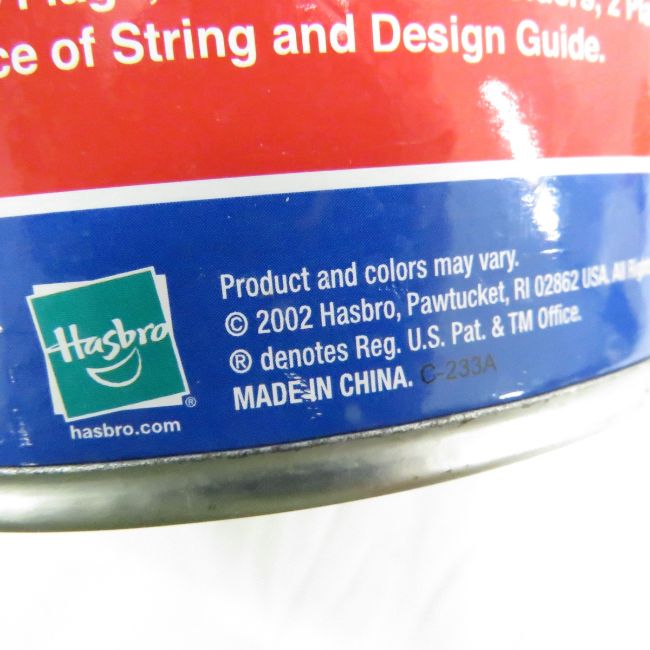 ce of String and Design Guide.
Hasbro
®
hasbro.com
Product and colors may vary.
© 2002 Hasbro, Pawtucket, RI 02862 USA. All
® denotes Reg. U.S. Pat. & TM Office.
MADE IN CHINA. C-233A